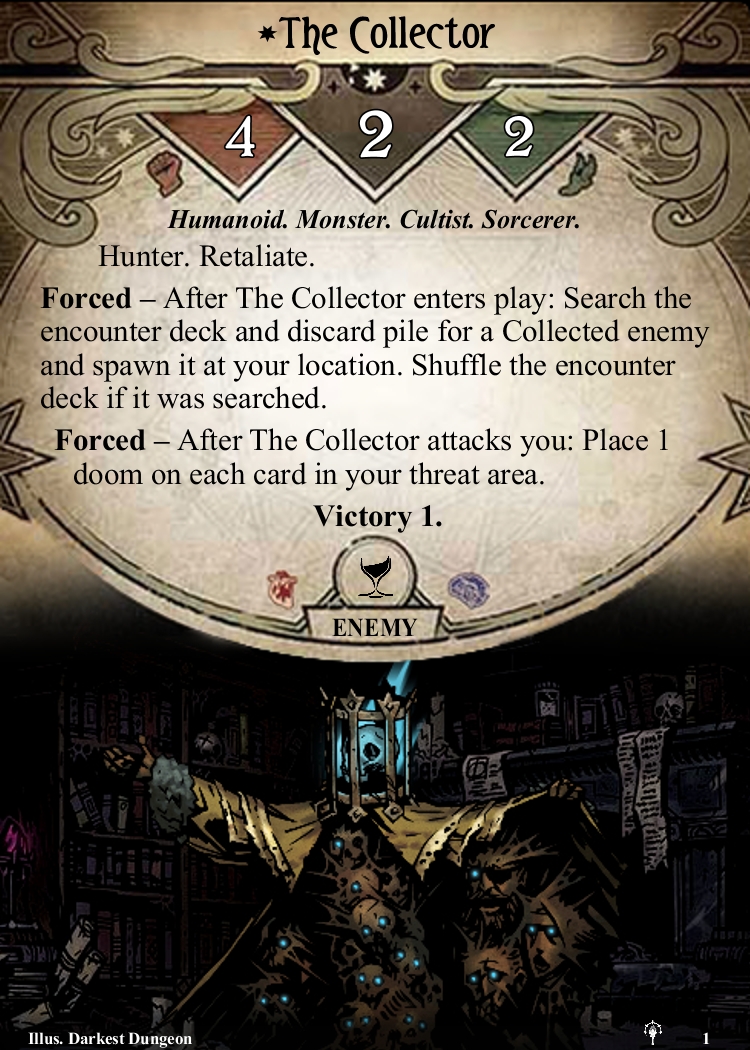 The Collector
4 2 2
Humanoid. Monster. Cultist. Sorcerer.
Hunter. Retaliate.
Forced – After The Collector enters play: Search the
encounter deck and discard pile for a Collected enemy
and spawn it at your location. Shuffle the encounter
deck if it was searched.
Forced – After The Collector attacks you: Place 1
doom on each card in your threat area.
Victory 1.
ENEMY
Illus. Darkest Dungeon
1